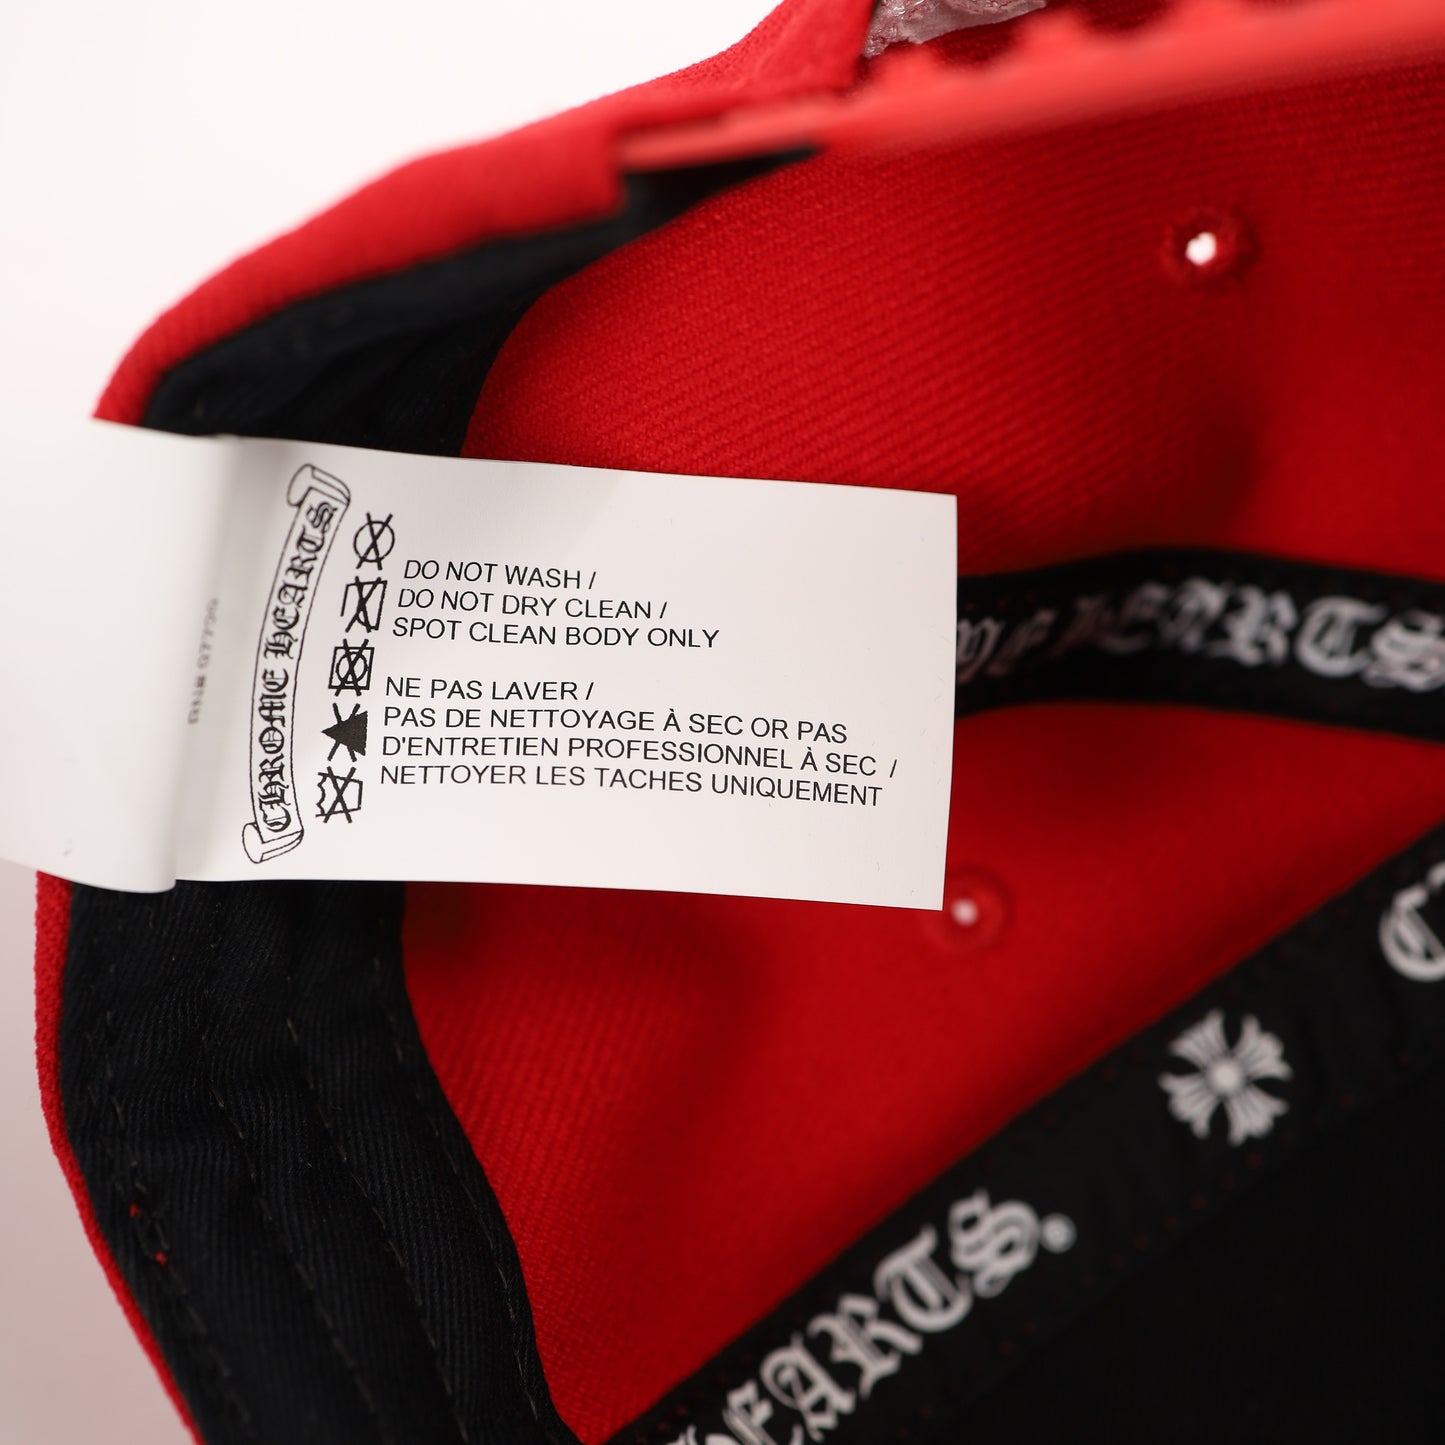 CHROME HEARTS
DO NOT WASH /
DO NOT DRY CLEAN /
SPOT CLEAN BODY ONLY
NE PAS LAVER /
PAS DE NETTOYAGE À SEC OR PAS
D'ENTRETIEN PROFESSIONNEL À SEC /
NETTOYER LES TACHES UNIQUEMENT
HEARTS
HEARTS®